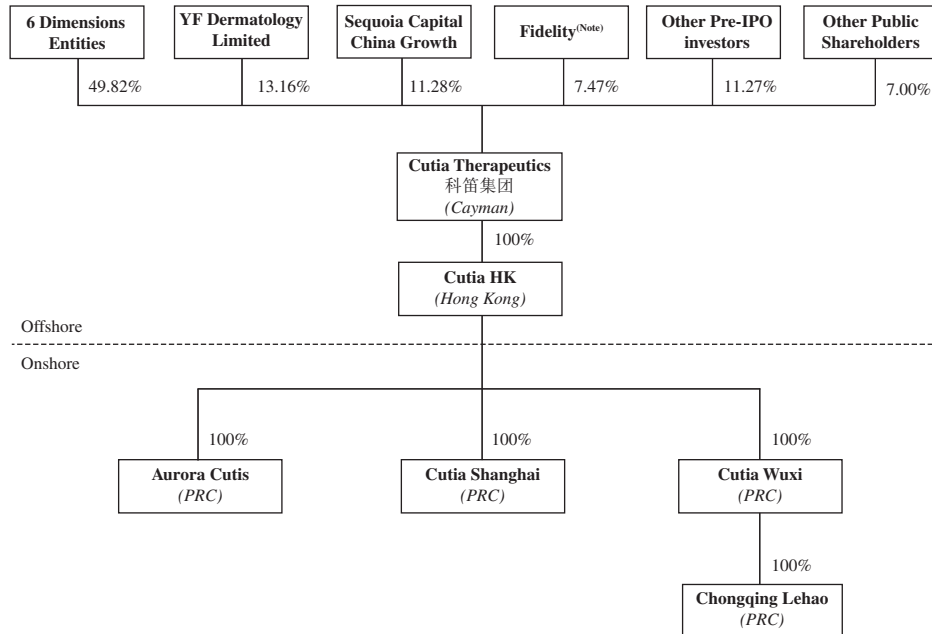 6 Dimensions
Entities
YF Dermatology
Limited
Sequoia Capital
China Growth
Fidelity(Note)
Other Pre-IPO
investors
Other Public
Shareholders
49.82%
13.16%
11.28%
7.47%
11.27%
7.00%
Cutia Therapeutics
科笛集团
(Cayman)
100%
Cutia HK
(Hong Kong)
Offshore
Onshore
100%
100%
100%
Aurora Cutis
(PRC)
Cutia Shanghai
(PRC)
Cutia Wuxi
(PRC)
100%
Chongqing Lehao
(PRC)